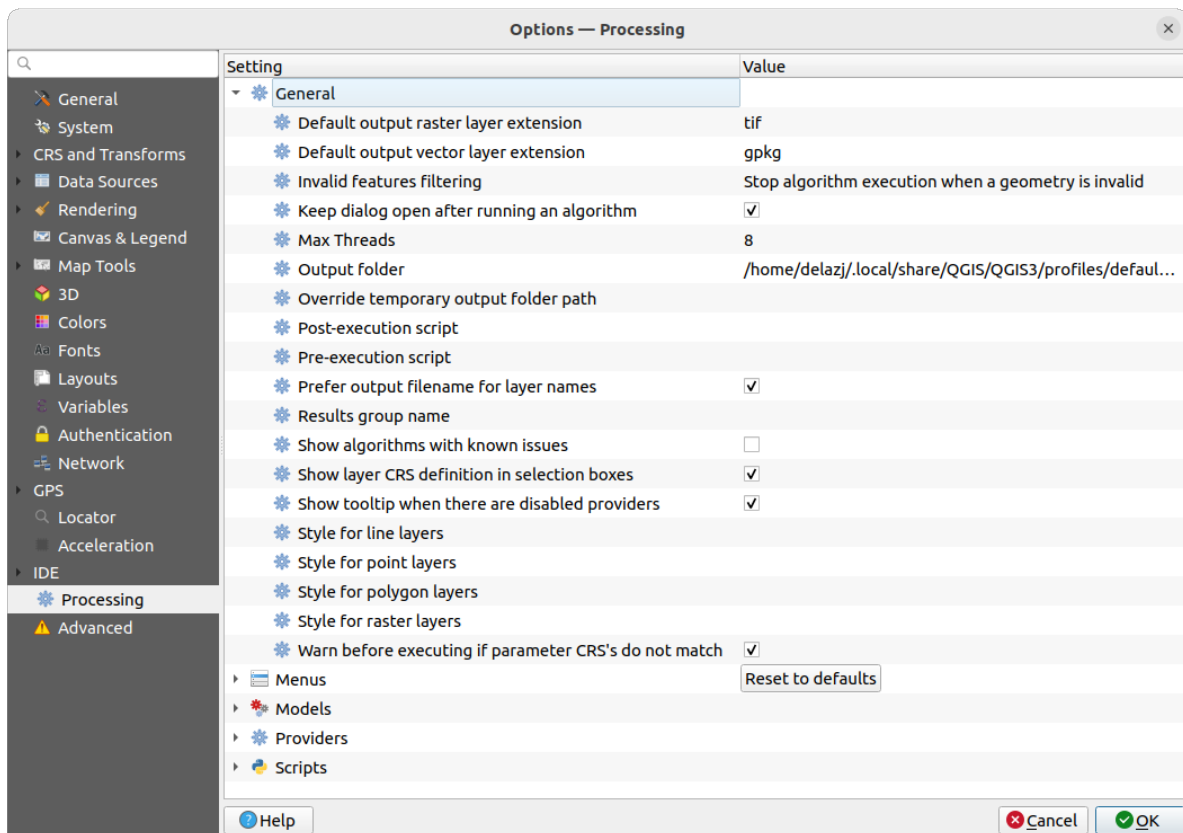 Options — Processing
General
System
CRS and Transforms
Data Sources
Rendering
Canvas & Legend
Map Tools
3D
Colors
Aa Fonts
Layouts
Variables
Authentication
Network
GPS
Locator
Acceleration
IDE
Processing
Advanced
Setting Value
General
Default output raster layer extension tif
Default output vector layer extension gpkg
Invalid features filtering Stop algorithm execution when a geometry is invalid
Keep dialog open after running an algorithm
Max Threads 8
Output folder /home/delazj/.local/share/QGIS/QGIS3/profiles/defaul...
Override temporary output folder path
Post-execution script
Pre-execution script
Prefer output filename for layer names
Results group name
Show algorithms with known issues
Show layer CRS definition in selection boxes
Show tooltip when there are disabled providers
Style for line layers
Style for point layers
Style for polygon layers
Style for raster layers
Warn before executing if parameter CRS's do not match
Menus Reset to defaults
Models
Providers
Scripts
Help Cancel OK